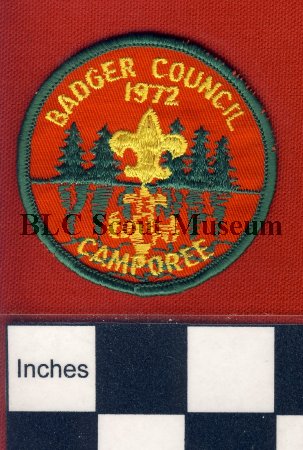 BADGER COUNCIL
1972
BLC Scout Museum
CAMPOREE
Inches